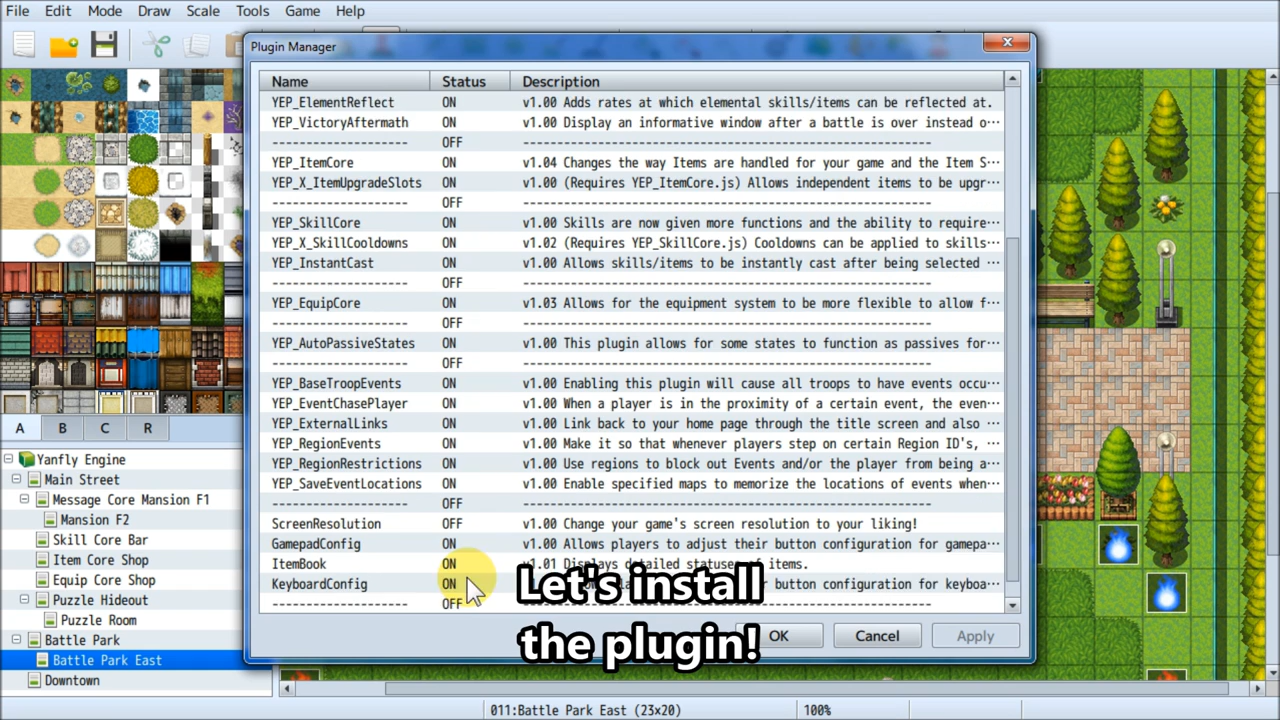 File Edit Mode Draw Scale Tools Game Help
Plugin Manager
Name Status Description
YEP_ElementReflect ON v1.00 Adds rates at which elemental skills/items can be reflected at.
YEP_VictoryAftermath ON v1.00 Display an informative window after a battle is over instead o···
------------------- OFF ---------------------------------------------------------
YEP_ItemCore ON v1.04 Changes the way Items are handled for your game and the Item S···
YEP_X_ItemUpgradeSlots ON v1.00 (Requires YEP_ItemCore.js) Allows independent items to be upgr···
------------------- OFF ---------------------------------------------------------
YEP_SkillCore ON v1.00 Skills are now given more functions and the ability to require···
YEP_X_SkillCooldowns ON v1.02 (Requires YEP_SkillCore.js) Cooldowns can be applied to skills···
YEP_InstantCast ON v1.00 Allows skills/items to be instantly cast after being selected ···
------------------- OFF ---------------------------------------------------------
YEP_EquipCore ON v1.03 Allows for the equipment system to be more flexible to allow f···
------------------- OFF ---------------------------------------------------------
YEP_AutoPassiveStates ON v1.00 This plugin allows for some states to function as passives for···
------------------- OFF ---------------------------------------------------------
YEP_BaseTroopEvents ON v1.00 Enabling this plugin will cause all troops to have events occu···
YEP_EventChasePlayer ON v1.00 When a player is in the proximity of a certain event, the even···
YEP_ExternalLinks ON v1.00 Link back to your home page through the title screen and also ···
YEP_RegionEvents ON v1.00 Make it so that whenever players step on certain Region ID's, ···
YEP_RegionRestrictions ON v1.00 Use regions to block out Events and/or the player from being a···
YEP_SaveEventLocations ON v1.00 Enable specified maps to memorize the locations of events when···
------------------- OFF ---------------------------------------------------------
ScreenResolution OFF v1.00 Change your game's screen resolution to your liking!
GamepadConfig ON v1.00 Allows players to adjust their button configuration for gamepa···
ItemBook ON v1.01 Displays detailed statuses of items.
KeyboardConfig ON button configuration for keyboa···
------------------- OFF ---------------------------------------------------------
Let's install
the plugin!
OK Cancel Apply
A B C R
Yanfly Engine
Main Street
Message Core Mansion F1
Mansion F2
Skill Core Bar
Item Core Shop
Equip Core Shop
Puzzle Hideout
Puzzle Room
Battle Park
Battle Park East
Downtown
011:Battle Park East (23x20) 100%